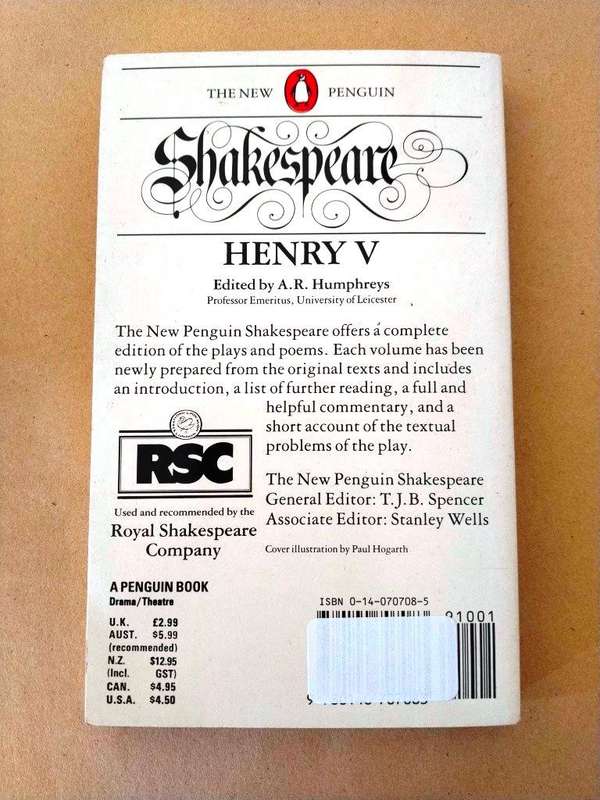 THE NEW PENGUIN
Shakespeare
HENRY V
Edited by A.R. Humphreys
Professor Emeritus, University of Leicester
The New Penguin Shakespeare offers a complete
edition of the plays and poems. Each volume has been
newly prepared from the original texts and includes
an introduction, a list of further reading, a full and
helpful commentary, and a
short account of the textual
problems of the play.
RSC
Used and recommended by the
Royal Shakespeare
Company
The New Penguin Shakespeare
General Editor: T.J.B. Spencer
Associate Editor: Stanley Wells
Cover illustration by Paul Hogarth
A PENGUIN BOOK
Drama/Theatre
U.K. £2.99
AUST. $5.99
(recommended)
N.Z. $12.95
(Incl. GST)
CAN. $4.95
U.S.A. $4.50
ISBN 0-14-070708-5
91001